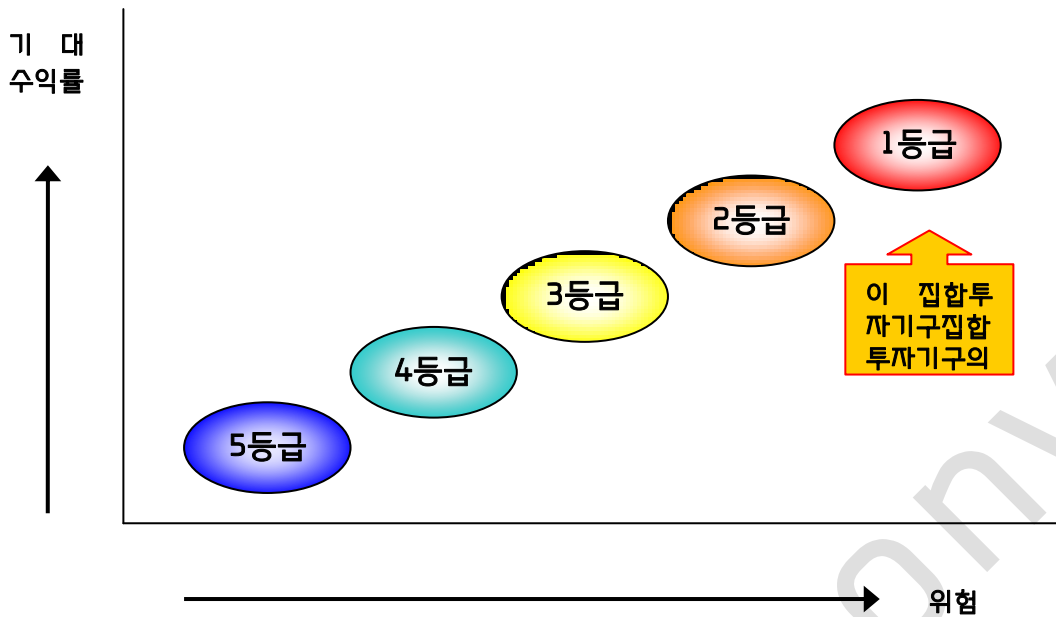 기 대
수익률
1등급
2등급
3등급
4등급
5등급
이 집합투
자기구집합
투자기구의
위험